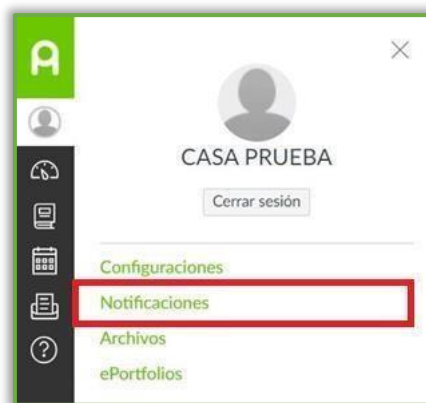 CASA PRUEBA
Cerrar sesión
Configuraciones
Notificaciones
Archivos
ePortfolios